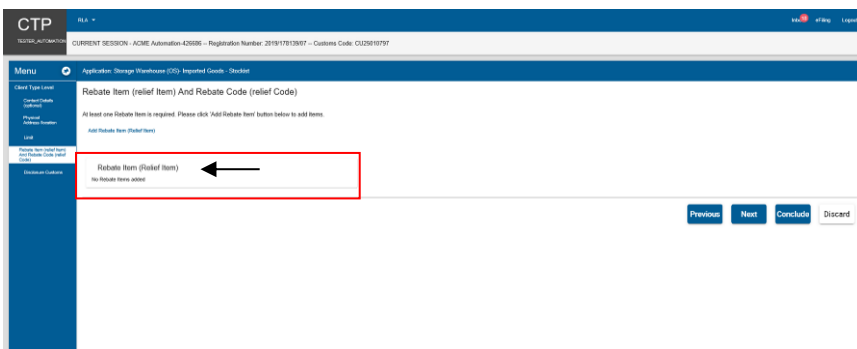 CTP
RLA
Inbox
eFiling
Logout
TESTER_AUTOMATION
CURRENT SESSION - ACME Automation-426686 -- Registration Number: 2019/178139/07 -- Customs Code: CU25010797
Menu
Application: Storage Warehouse (OS)- Imported Goods - Stockist
Client Type Level
Contact Details
(optional)
Physical
Address
Limit
Rebate Item (relief Item)
And Rebate Code (relief
Code)
Disclosure Customs
Rebate Item (relief Item) And Rebate Code (relief Code)
At least one Rebate Item is required. Please click 'Add Rebate Item' button below to add items.
Add Rebate Item (Relief Item)
Rebate Item (Relief Item)
No Rebate Items added
Previous
Next
Conclude
Discard